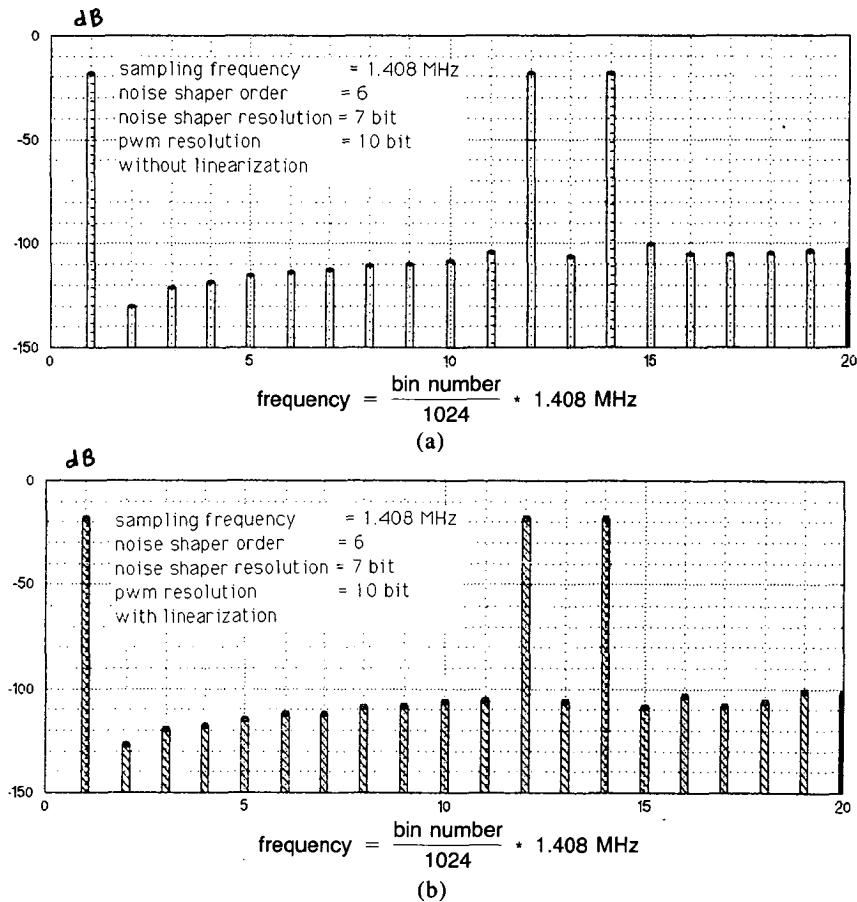 dB
0
sampling frequency = 1.408 MHz
noise shaper order = 6
noise shaper resolution = 7 bit
pwm resolution = 10 bit
without linearization
-50
-100
-150
0 5 10 15 20
frequency = bin number / 1024 * 1.408 MHz
(a)
dB
0
sampling frequency = 1.408 MHz
noise shaper order = 6
noise shaper resolution = 7 bit
pwm resolution = 10 bit
with linearization
-50
-100
-150
0 5 10 15 20
frequency = bin number / 1024 * 1.408 MHz
(b)